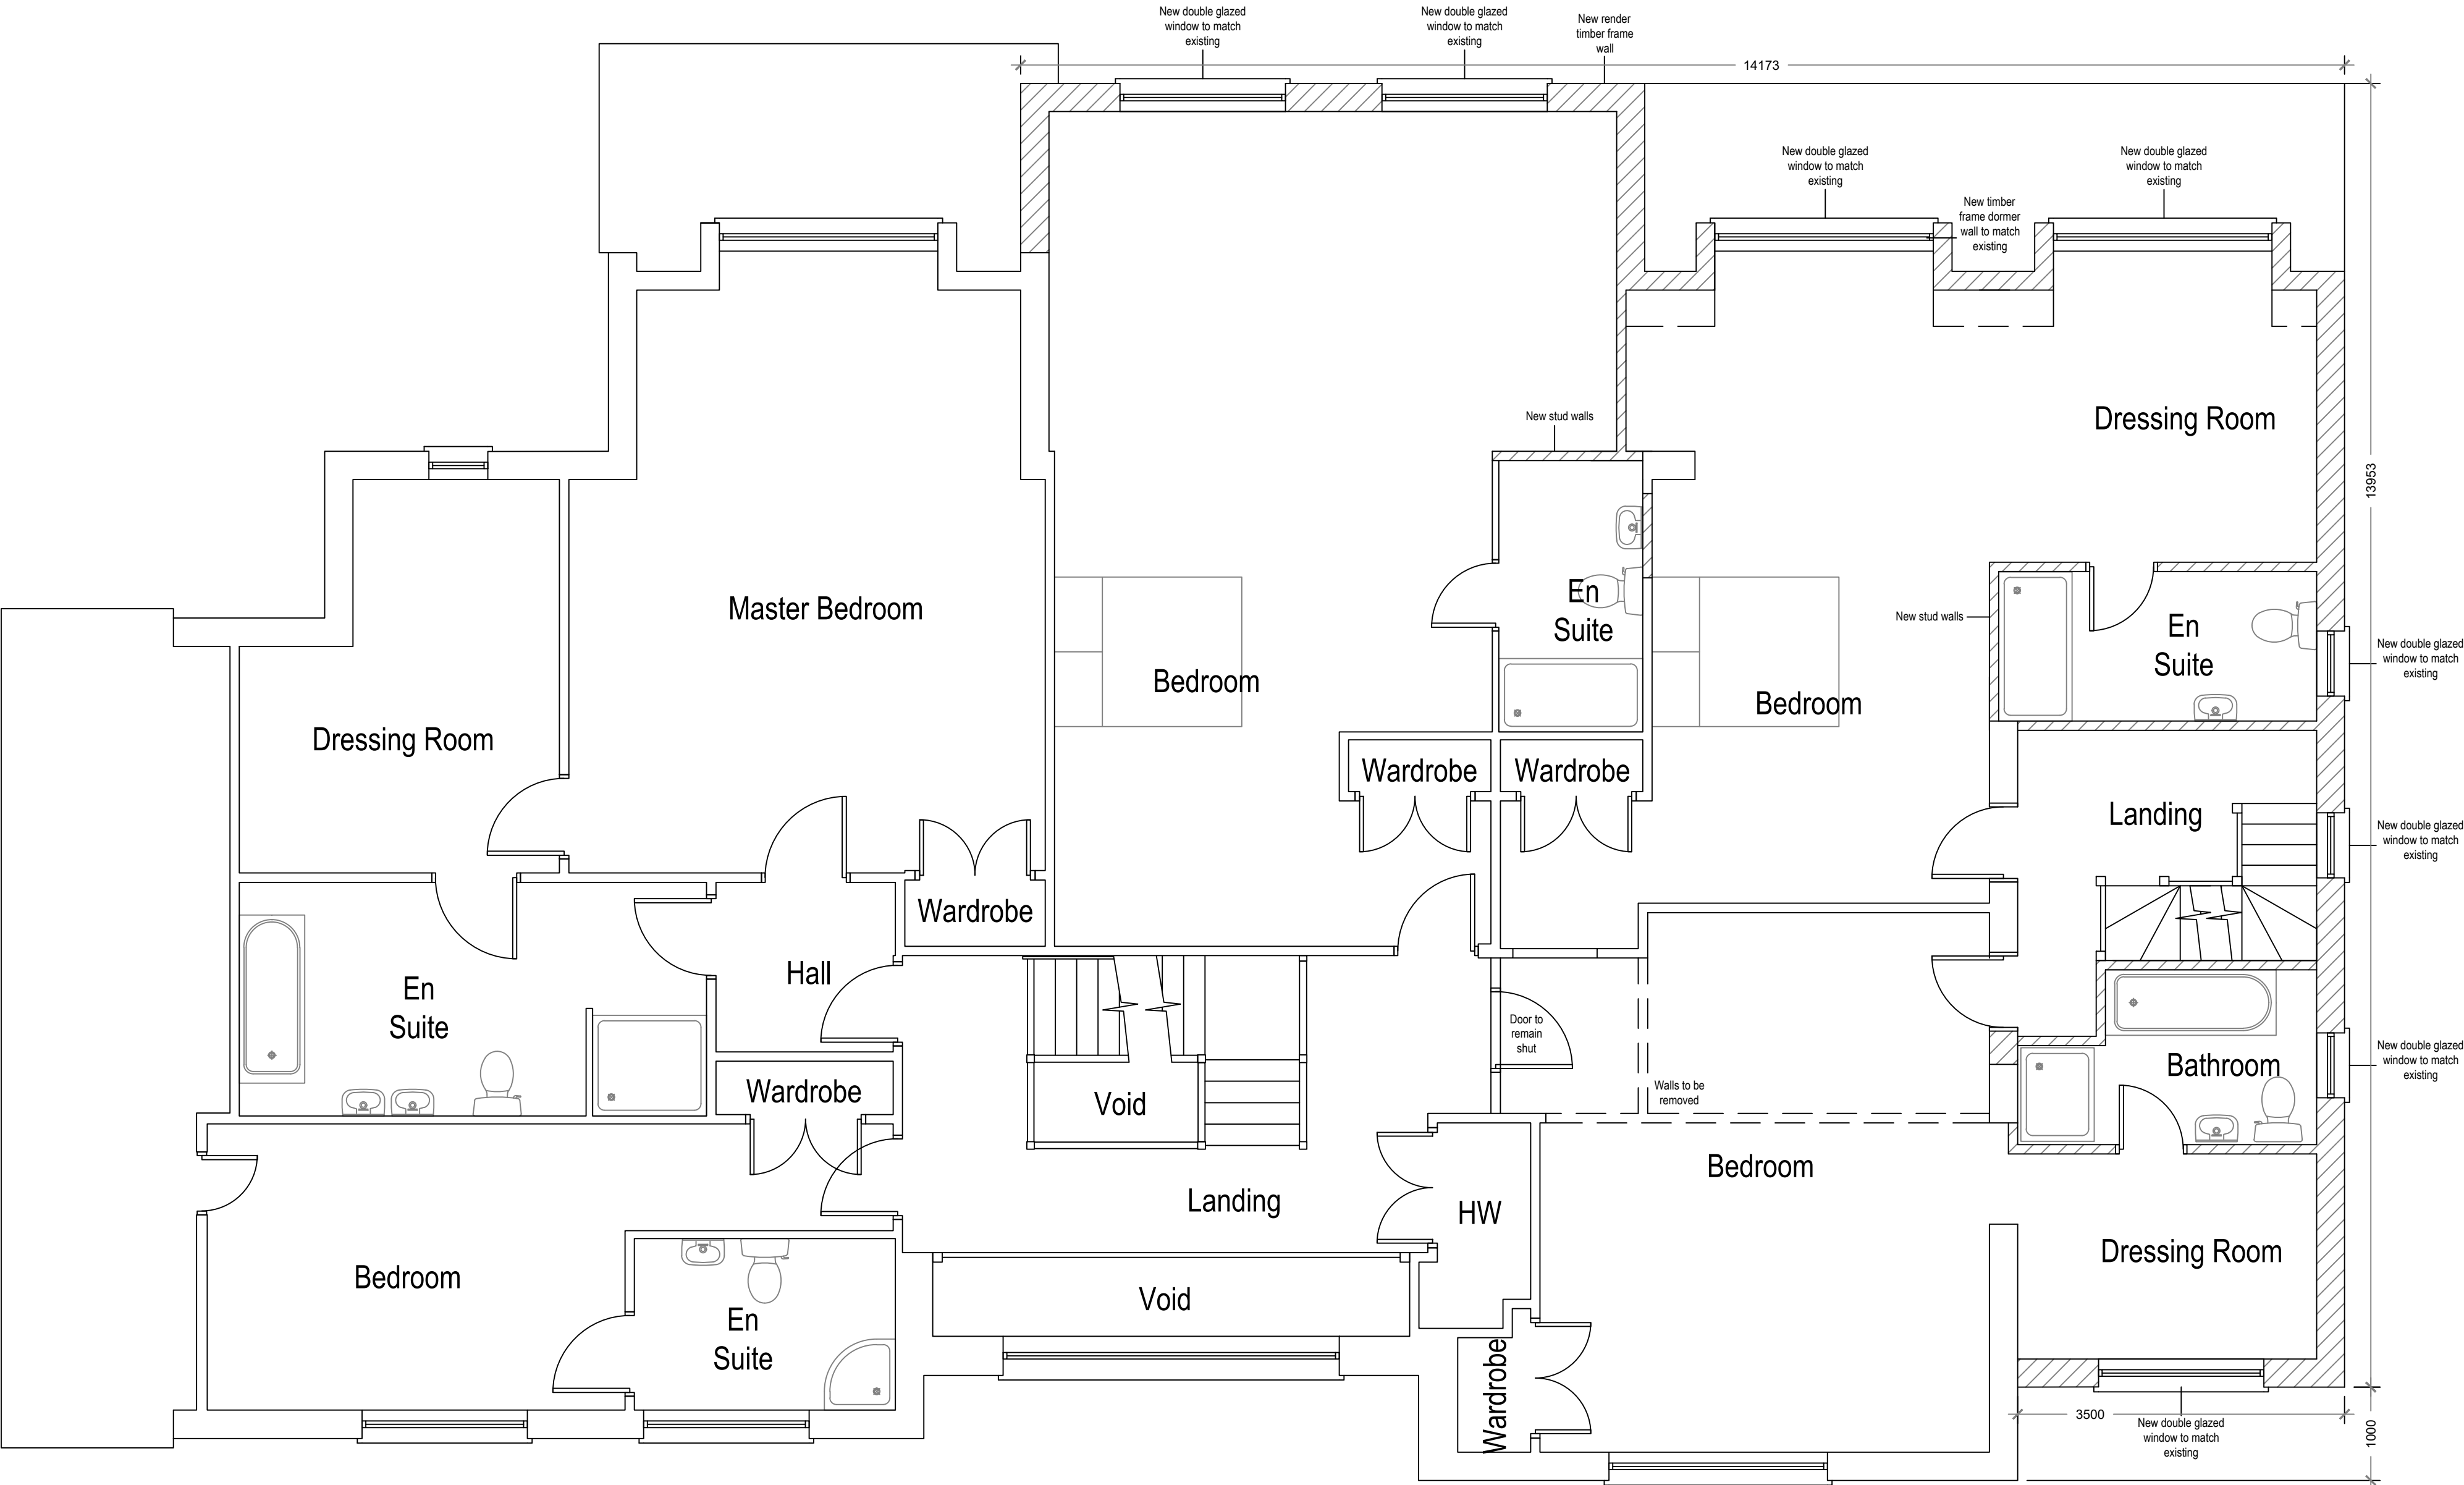 New double glazed
window to match
existing
New double glazed
window to match
existing
New render
timber frame
wall
14173
New double glazed
window to match
existing
New double glazed
window to match
existing
New timber
frame dormer
wall to match
existing
New stud walls
Dressing Room
13953
Master Bedroom
En
Suite
New stud walls
En
Suite
New double glazed
window to match
existing
Bedroom
Bedroom
Dressing Room
Wardrobe
Wardrobe
Landing
New double glazed
window to match
existing
Wardrobe
Hall
En
Suite
Door to
remain
shut
Wardrobe
Void
Walls to be
removed
Bathroom
New double glazed
window to match
existing
Bedroom
Landing
HW
Dressing Room
Bedroom
Void
En
Suite
Wardrobe
3500
New double glazed
window to match
existing
1000